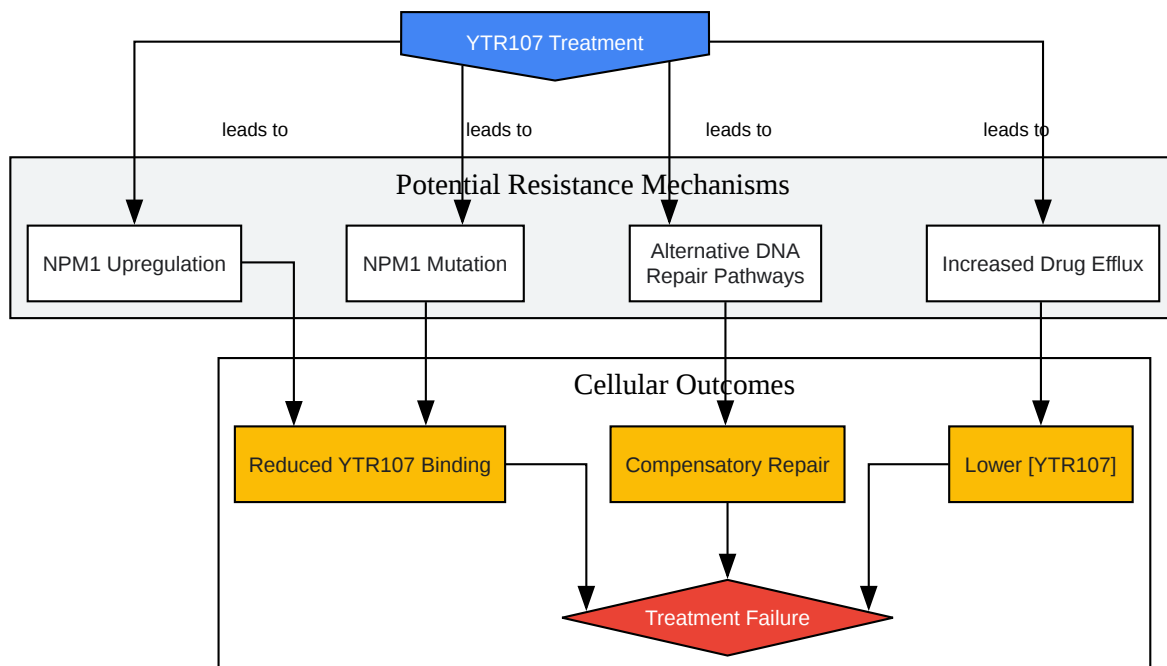 YTR107 Treatment
leads to
leads to
leads to
leads to
Potential Resistance Mechanisms
NPM1 Upregulation
NPM1 Mutation
Alternative DNA
Repair Pathways
Increased Drug Efflux
Cellular Outcomes
Reduced YTR107 Binding
Compensatory Repair
Lower [YTR107]
Treatment Failure